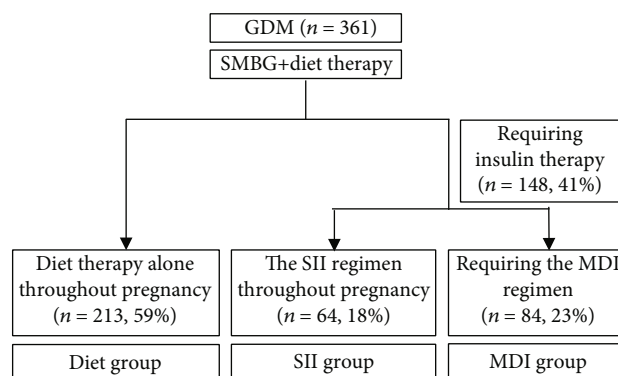 GDM (n = 361)
SMBG+diet therapy
Requiring
insulin therapy
(n = 148, 41%)
Diet therapy alone
throughout pregnancy
(n = 213, 59%)
The SII regimen
throughout pregnancy
(n = 64, 18%)
Requiring the MDI
regimen
(n = 84, 23%)
Diet group
SII group
MDI group